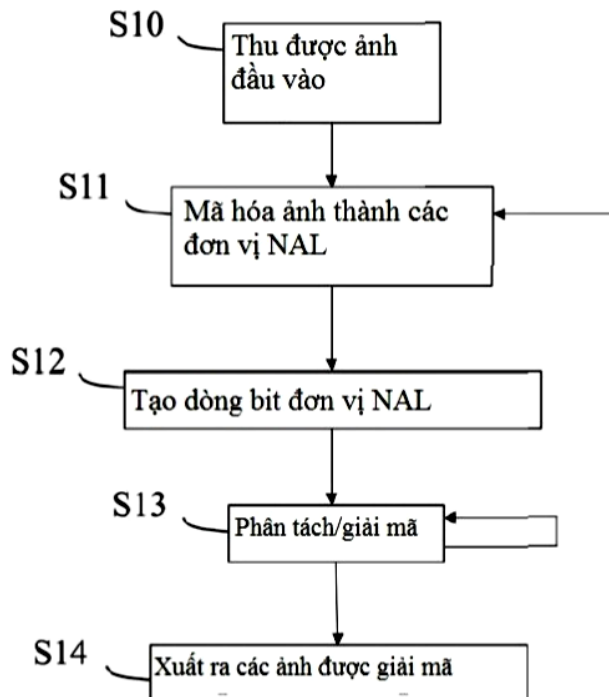 S10
Thu được ảnh
đầu vào
S11
Mã hóa ảnh thành các
đơn vị NAL
S12
Tạo dòng bit đơn vị NAL
S13
Phân tách/giải mã
S14
Xuất ra các ảnh được giải mã